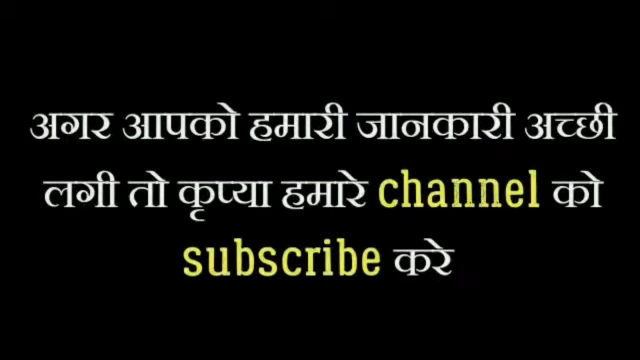 अगर आपको हमारी जानकारी अच्छी
लगी तो कृप्या हमारे channel को
subscribe करे